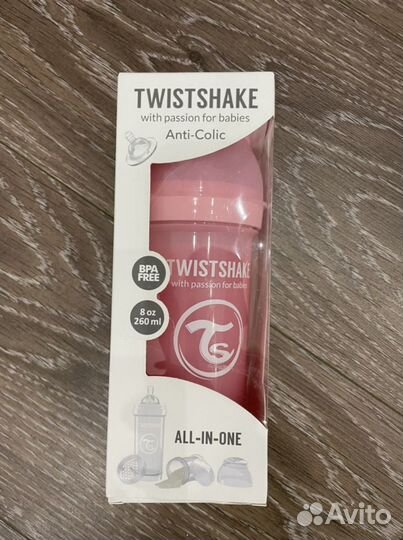 TWISTSHAKE
with passion for babies
Anti-Colic
BPA
FREE
8 oz
260 ml
TWISTSHAKE
with passion for babies
TS
ALL-IN-ONE
Avito